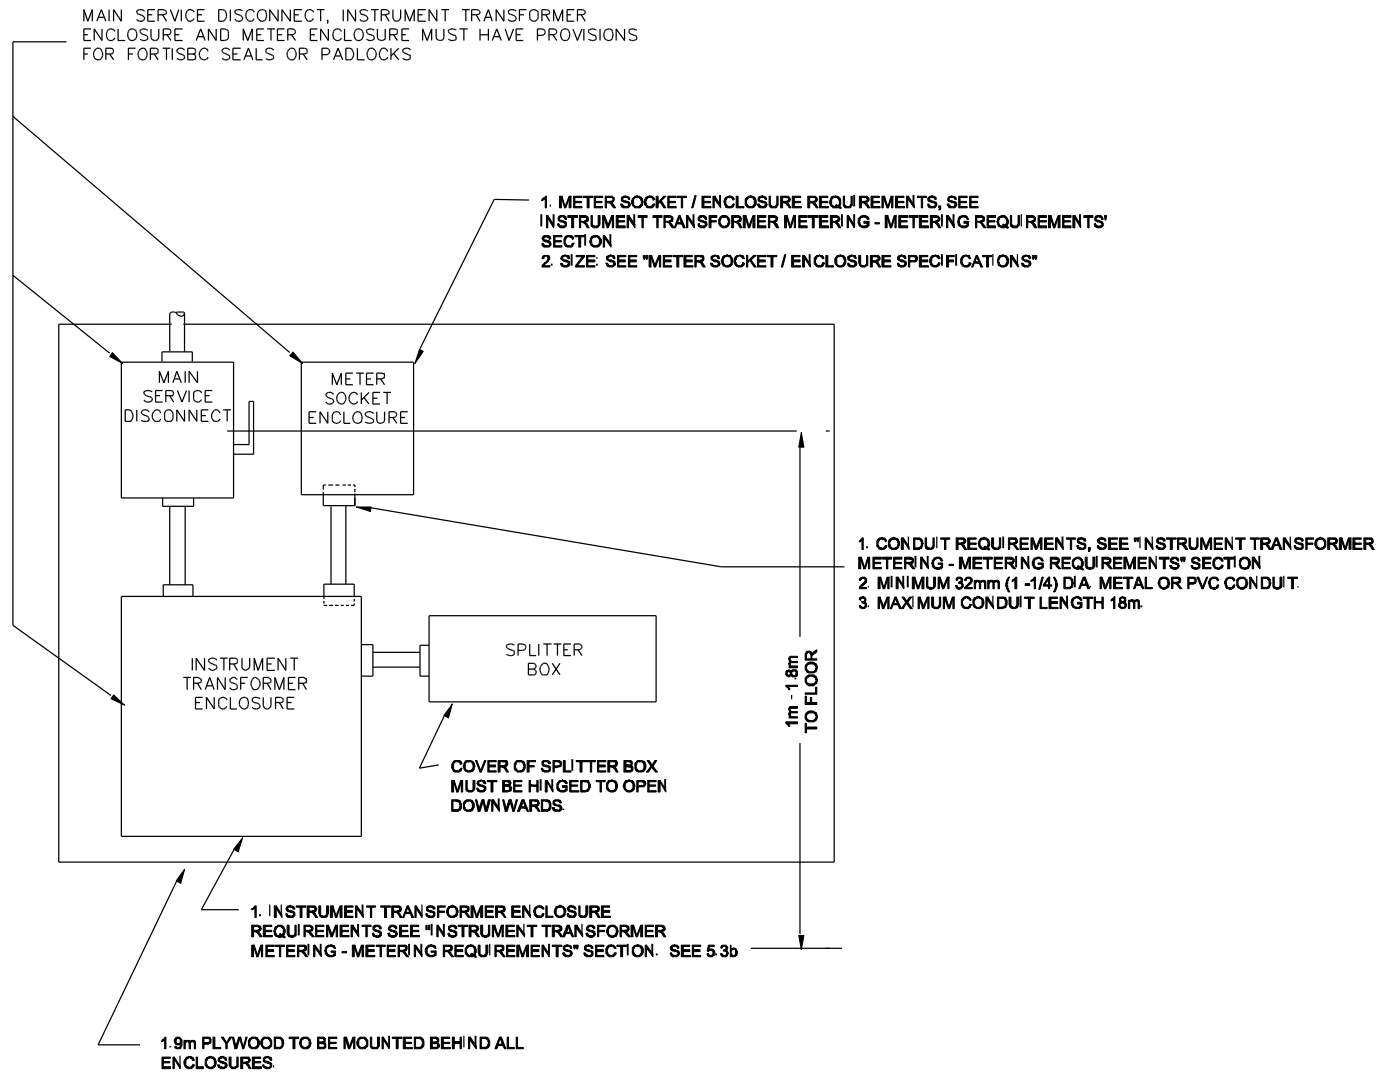 MAIN SERVICE DISCONNECT, INSTRUMENT TRANSFORMER
ENCLOSURE AND METER ENCLOSURE MUST HAVE PROVISIONS
FOR FORTISBC SEALS OR PADLOCKS
1. METER SOCKET / ENCLOSURE REQUIREMENTS, SEE
INSTRUMENT TRANSFORMER METERING - METERING REQUIREMENTS'
SECTION
2. SIZE: SEE "METER SOCKET / ENCLOSURE SPECIFICATIONS"
MAIN
SERVICE
DISCONNECT
METER
SOCKET
ENCLOSURE
1. CONDUIT REQUIREMENTS, SEE "INSTRUMENT TRANSFORMER
METERING - METERING REQUIREMENTS" SECTION
2. MINIMUM 32mm (1 -1/4) DIA. METAL OR PVC CONDUIT.
3. MAXIMUM CONDUIT LENGTH 18m.
INSTRUMENT
TRANSFORMER
ENCLOSURE
SPLITTER
BOX
1m - 1.8m
TO FLOOR
COVER OF SPLITTER BOX
MUST BE HINGED TO OPEN
DOWNWARDS.
1. INSTRUMENT TRANSFORMER ENCLOSURE
REQUIREMENTS SEE "INSTRUMENT TRANSFORMER
METERING - METERING REQUIREMENTS" SECTION. SEE 5.3b
1.9m PLYWOOD TO BE MOUNTED BEHIND ALL
ENCLOSURES.